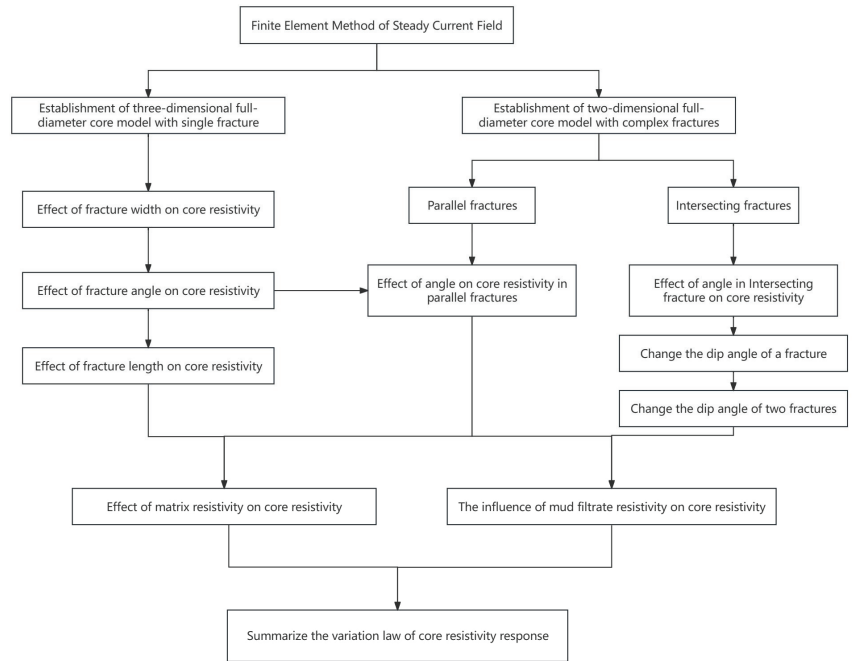 Finite Element Method of Steady Current Field
Establishment of three-dimensional full-
diameter core model with single fracture
Establishment of two-dimensional full-
diameter core model with complex fractures
Effect of fracture width on core resistivity
Parallel fractures
Intersecting fractures
Effect of fracture angle on core resistivity
Effect of angle on core resistivity in
parallel fractures
Effect of angle in Intersecting
fracture on core resistivity
Change the dip angle of a fracture
Effect of fracture length on core resistivity
Change the dip angle of two fractures
Effect of matrix resistivity on core resistivity
The influence of mud filtrate resistivity on core resistivity
Summarize the variation law of core resistivity response